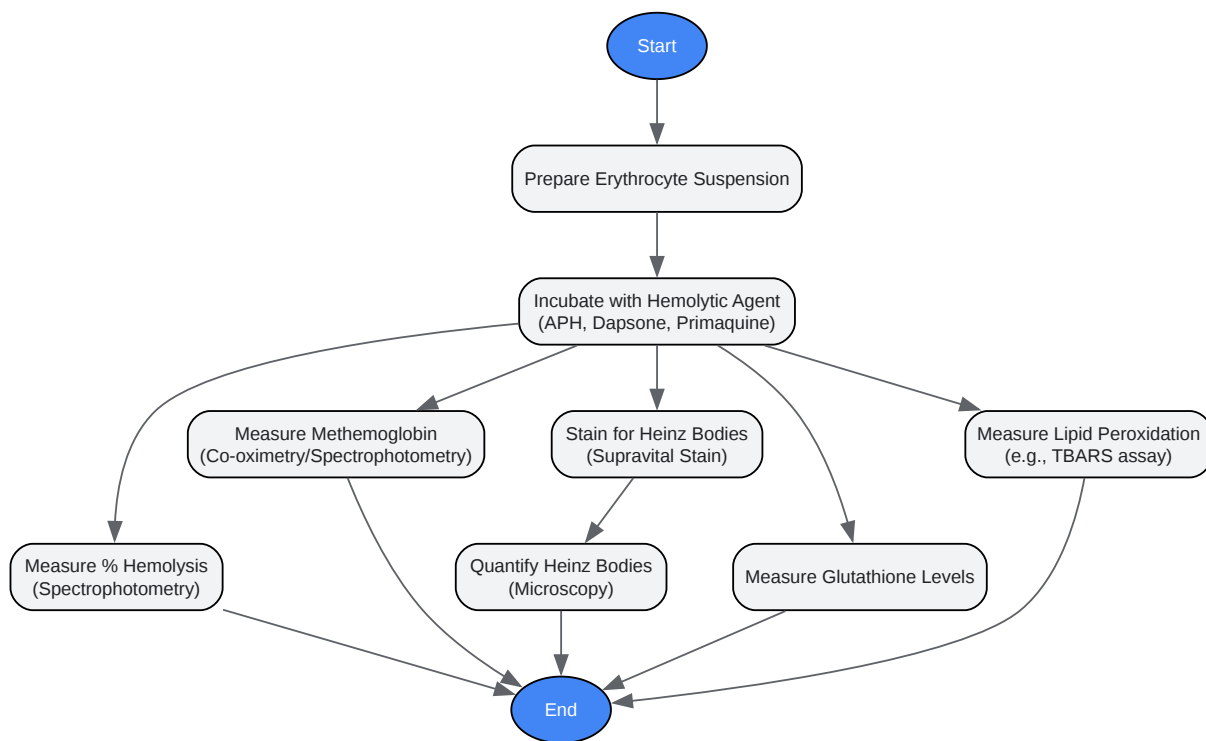 Start
Prepare Erythrocyte Suspension
Incubate with Hemolytic Agent
(APH, Dapsone, Primaquine)
Measure Methemoglobin
(Co-oximetry/Spectrophotometry)
Stain for Heinz Bodies
(Supravital Stain)
Measure Lipid Peroxidation
(e.g., TBARS assay)
Measure % Hemolysis
(Spectrophotometry)
Quantify Heinz Bodies
(Microscopy)
Measure Glutathione Levels
End